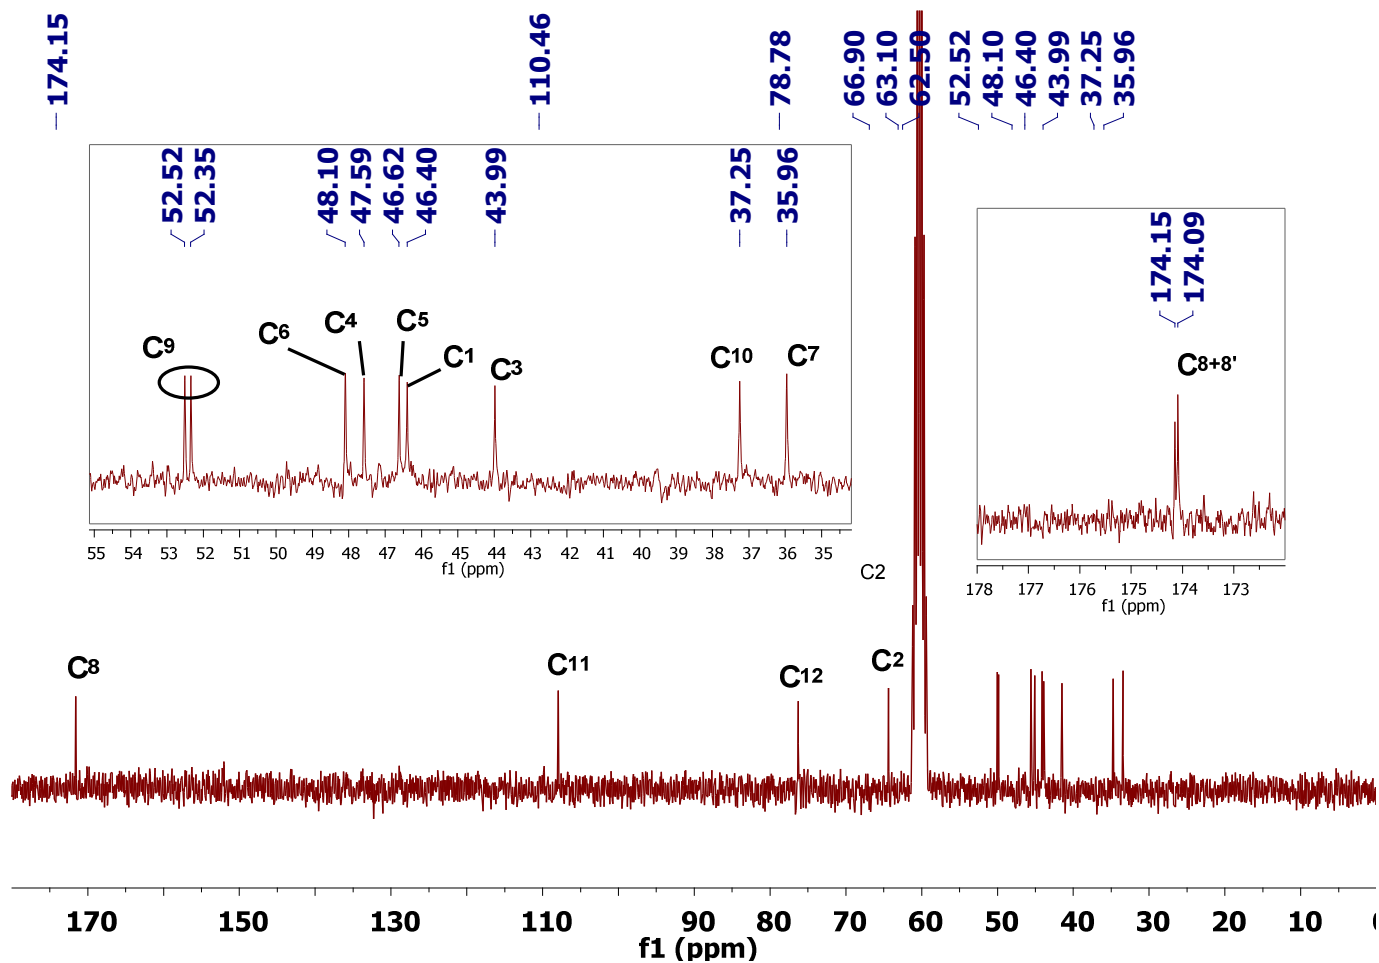 174.15 110.46 78.78 66.90 63.10 62.50 52.52 48.10 46.40 43.99 37.25 35.96
52.52 52.35 48.10 47.59 46.62 46.40 43.99 37.25 35.96
C9 C6 C4 C5 C1 C3 C10 C7
55 54 53 52 51 50 49 48 47 46 45 44 43 42 41 40 39 38 37 36 35
f1 (ppm)
174.15 174.09
C8+8'
178 177 176 175 174 173
f1 (ppm)
C2
C8 C11 C12 C2
170 150 130 110 90 80 70 60 50 40 30 20 10 0
f1 (ppm)